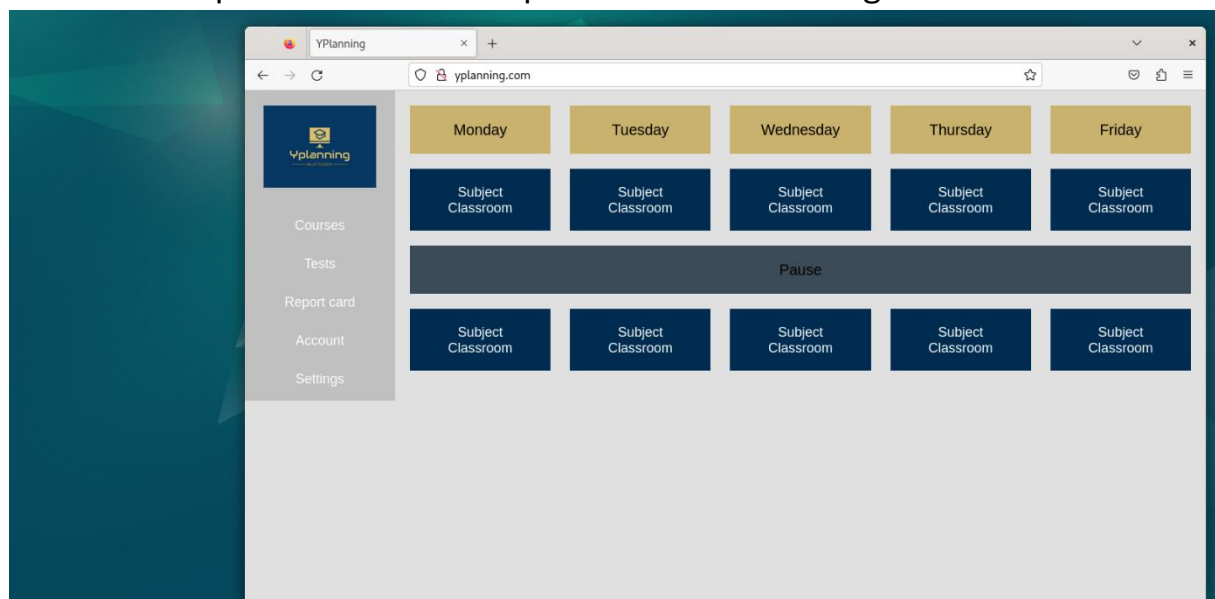 YPlanning
yplanning.com
Yplanning
Courses
Tests
Report card
Account
Settings
Monday Tuesday Wednesday Thursday Friday
Subject Subject Subject Subject Subject
Classroom Classroom Classroom Classroom Classroom
Pause
Subject Subject Subject Subject Subject
Classroom Classroom Classroom Classroom Classroom